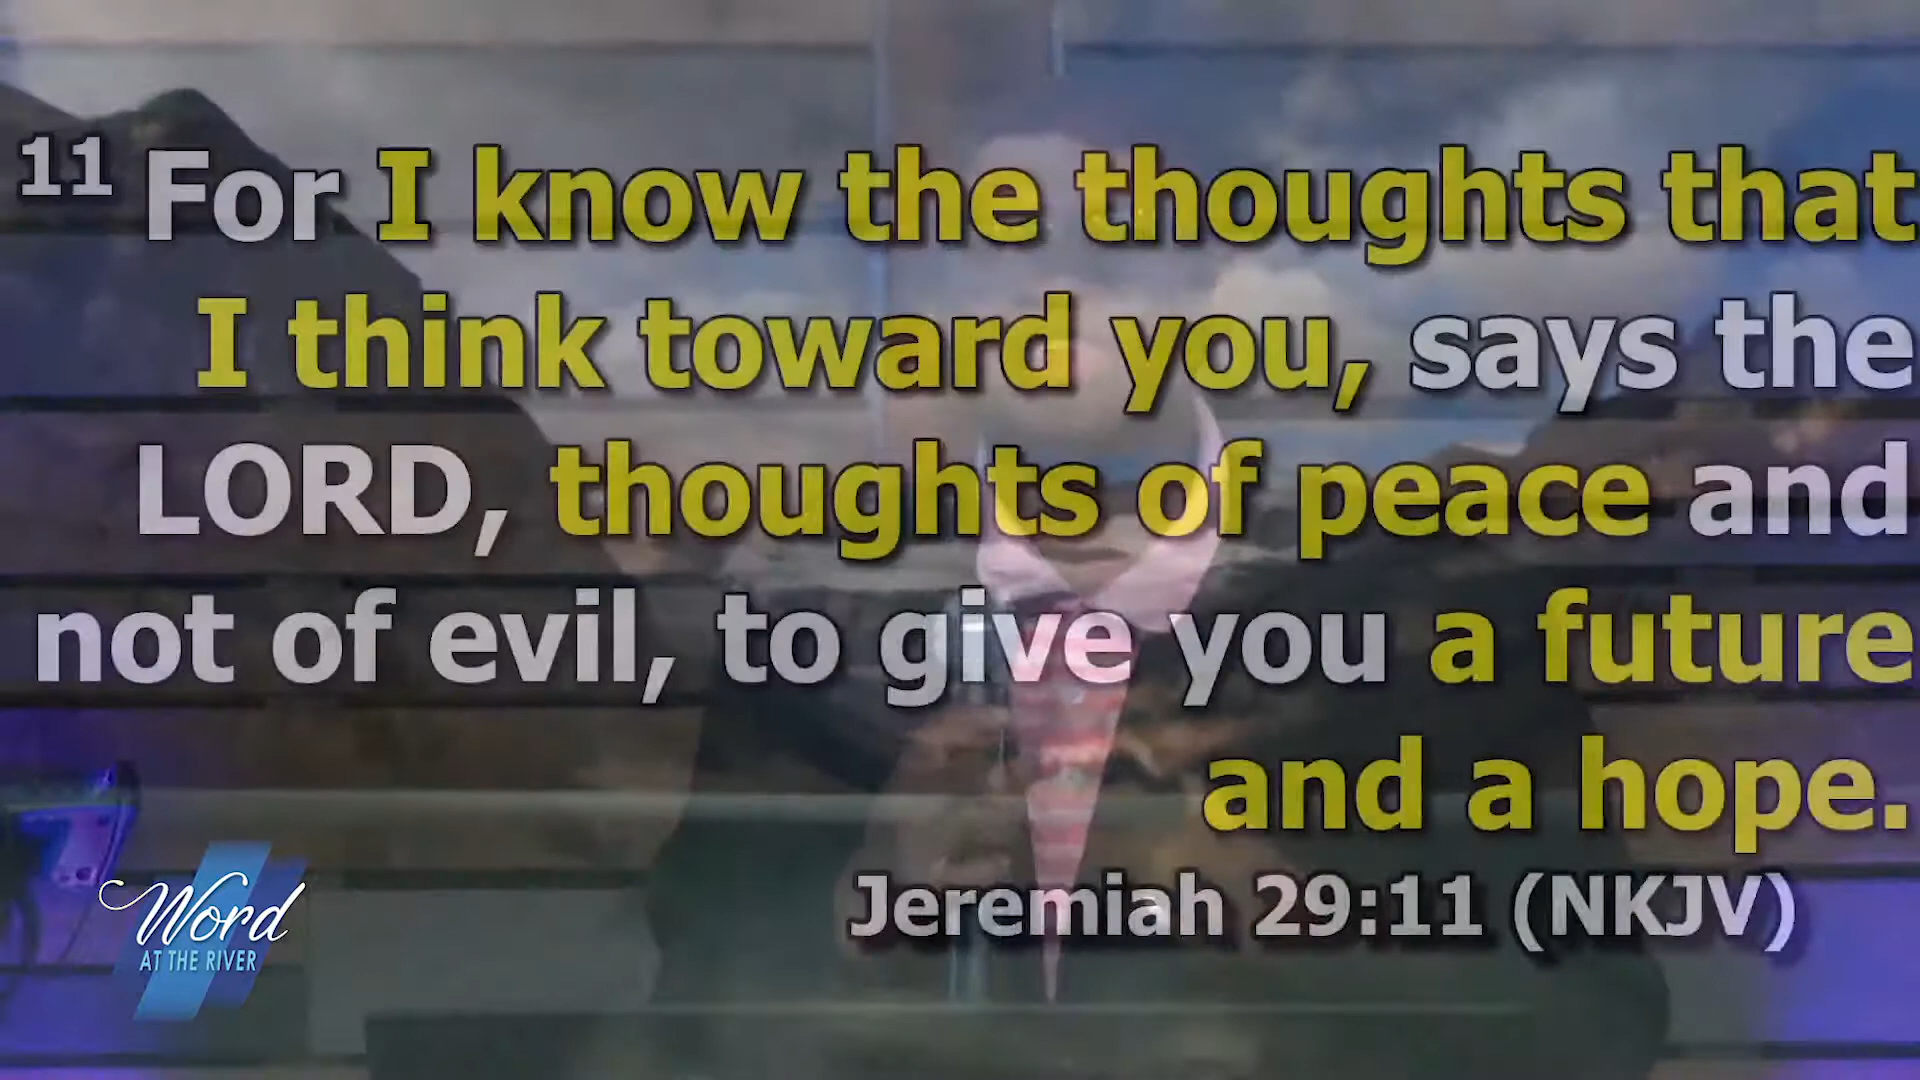 11 For I know the thoughts that
I think toward you, says the
LORD, thoughts of peace and
not of evil, to give you a future
and a hope.
Jeremiah 29:11 (NKJV)
Word
AT THE RIVER